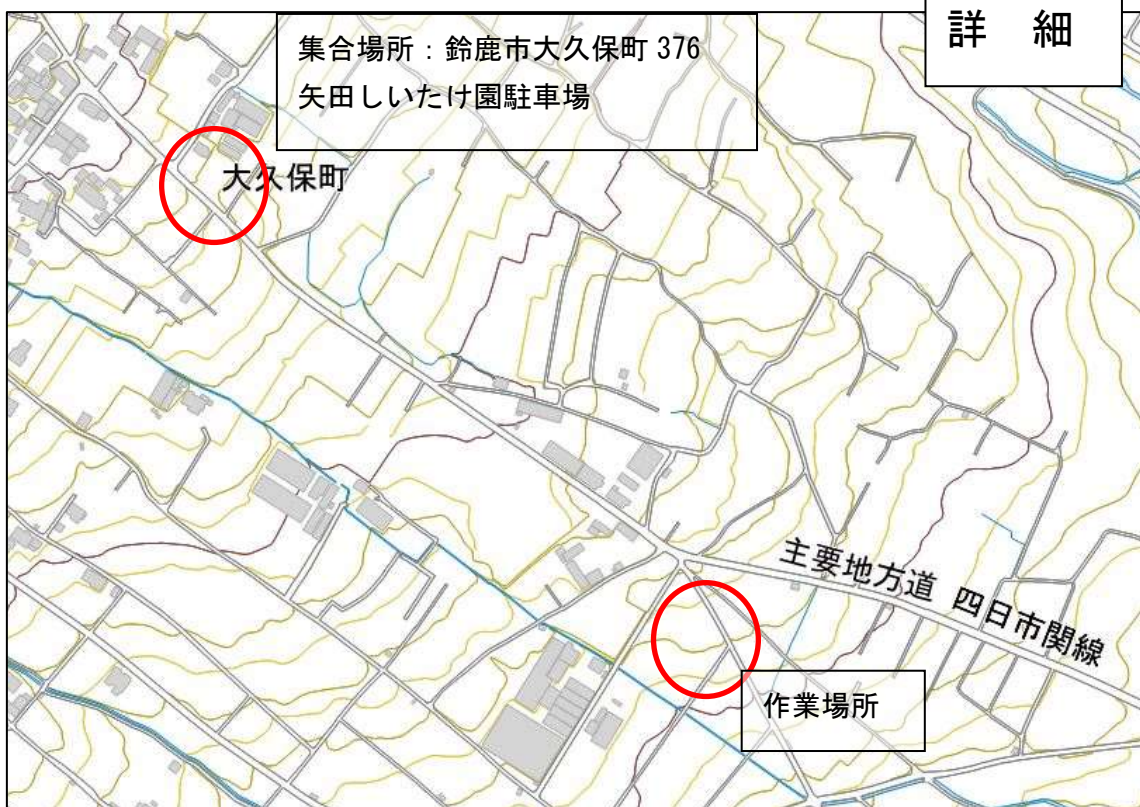 詳 細
集合場所：鈴鹿市大久保町 376
矢田しいたけ園駐車場
大久保町
主要地方道 四日市関線
作業場所